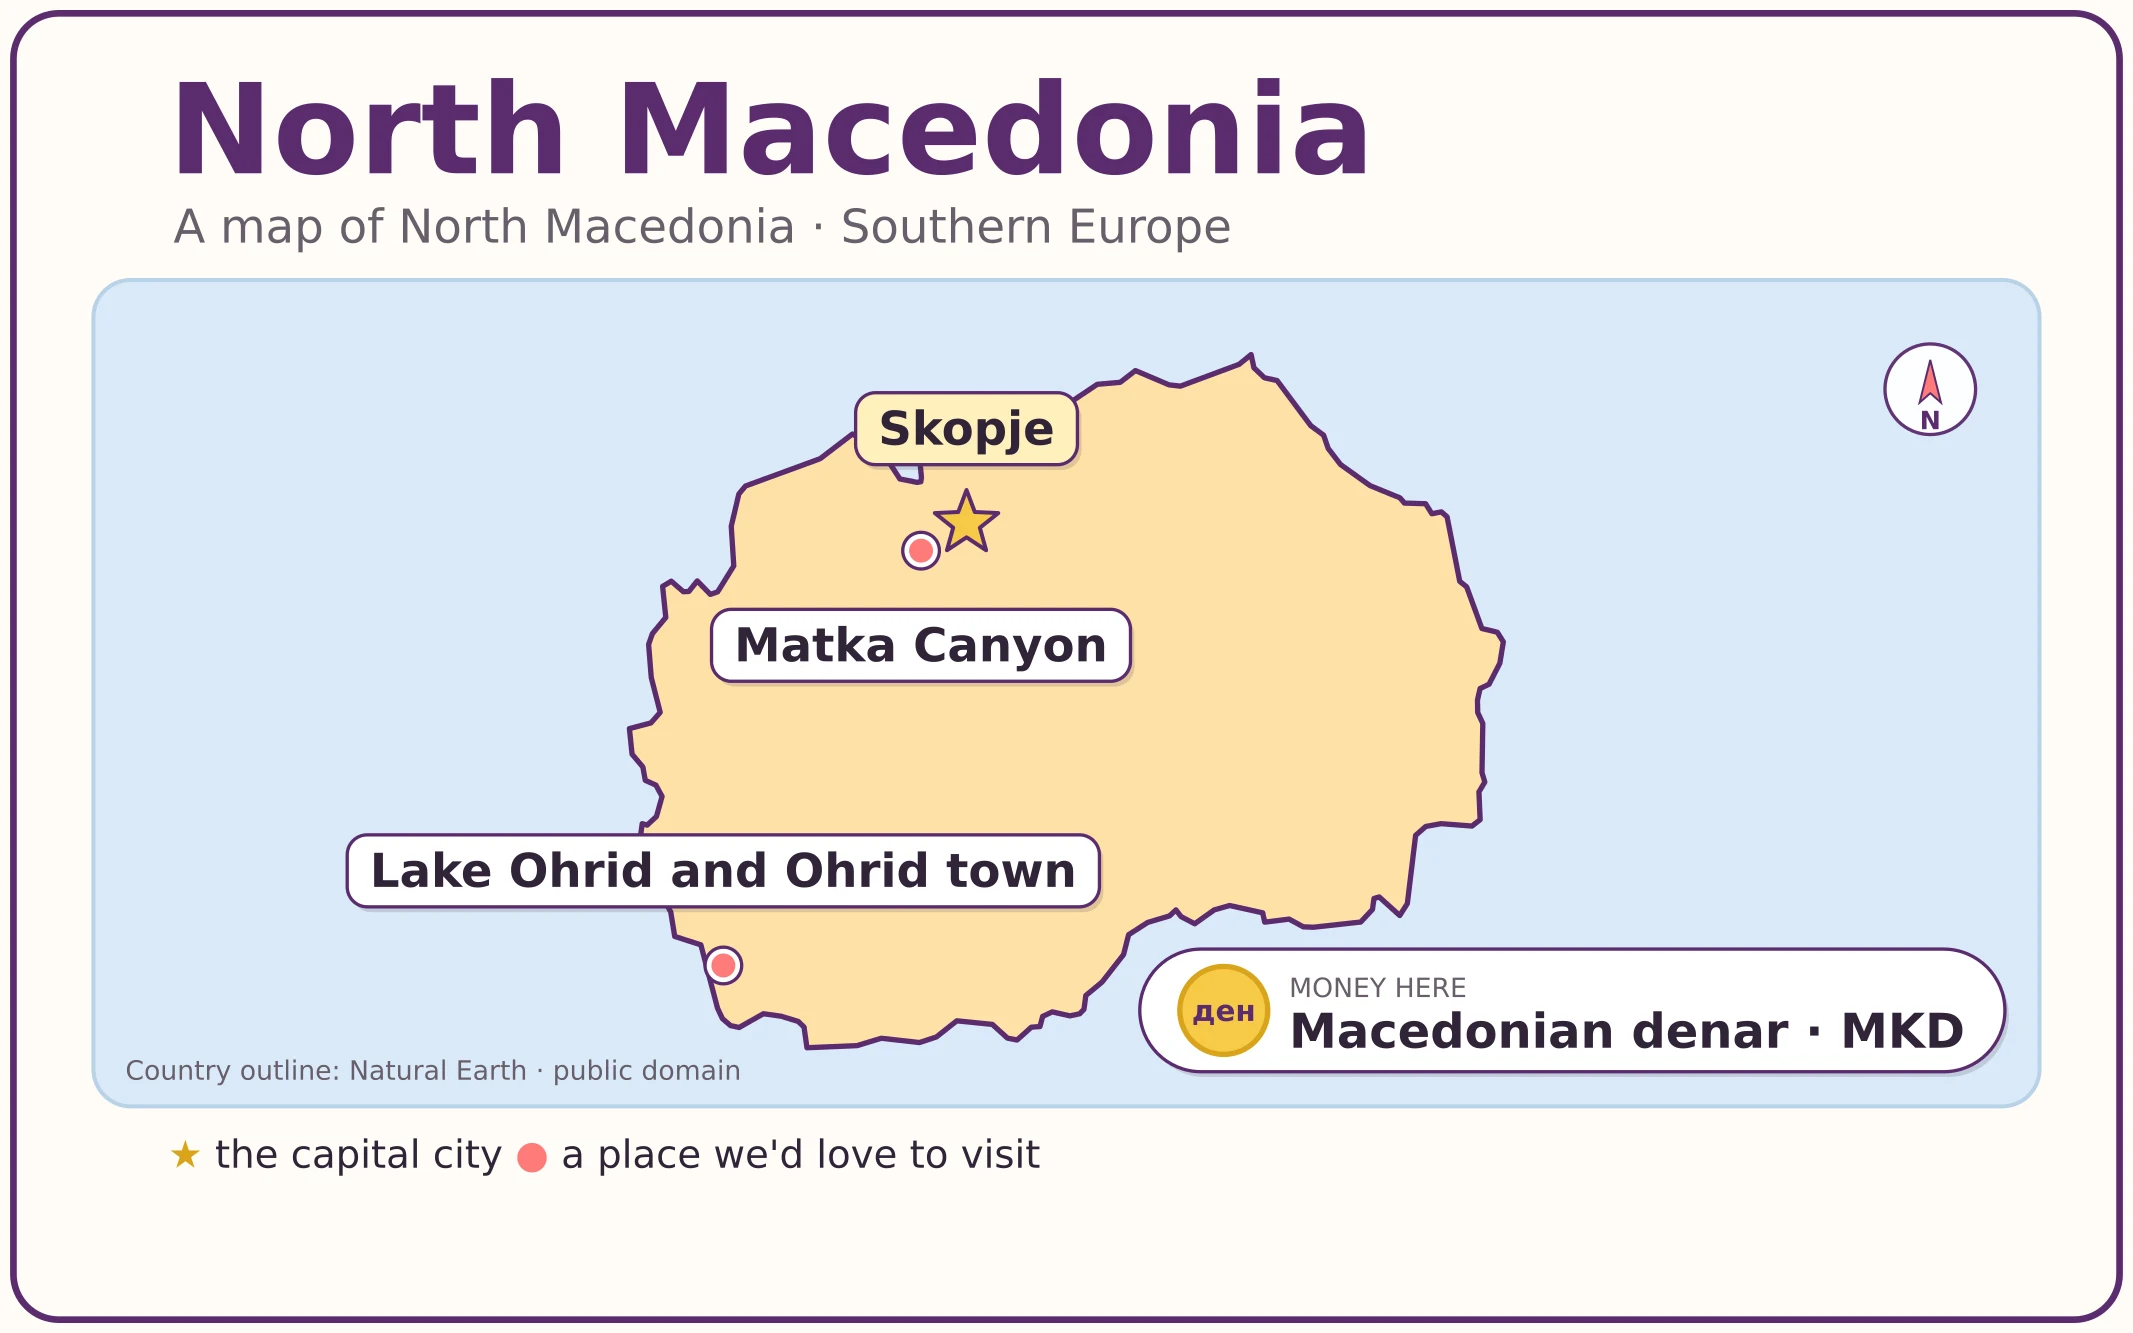 North Macedonia
A map of North Macedonia · Southern Europe
N
Skopje
Matka Canyon
Lake Ohrid and Ohrid town
ден
MONEY HERE
Macedonian denar · MKD
Country outline: Natural Earth · public domain
★ the capital city ● a place we'd love to visit